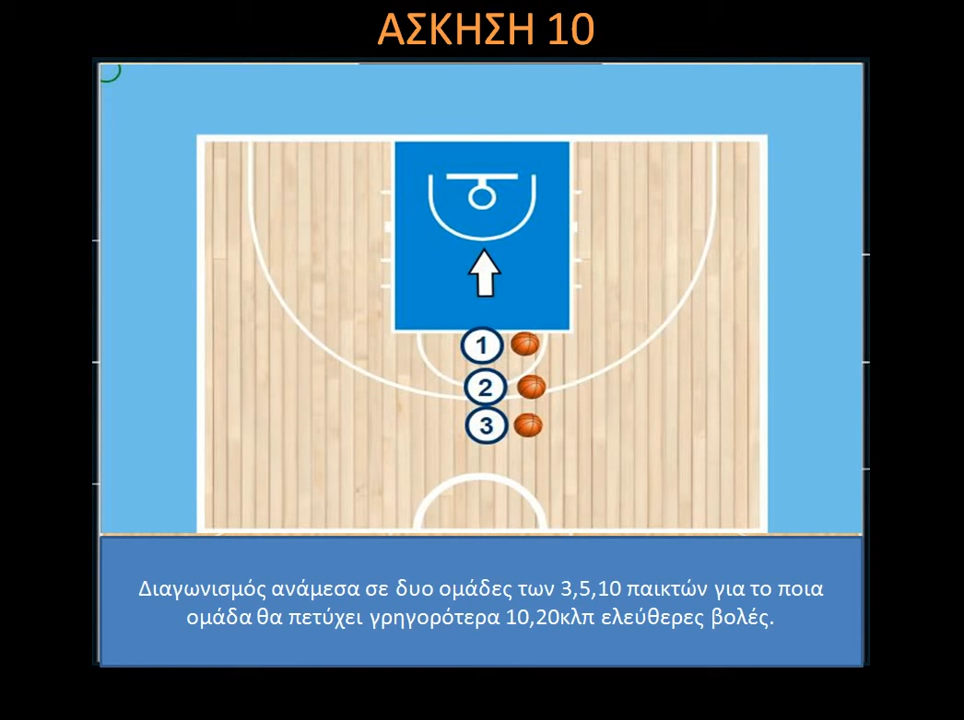 ΑΣΚΗΣΗ 10
1
2
3
Διαγωνισμός ανάμεσα σε δυο ομάδες των 3,5,10 παικτών για το ποια
ομάδα θα πετύχει γρηγορότερα 10,20κλπ ελεύθερες βολές.